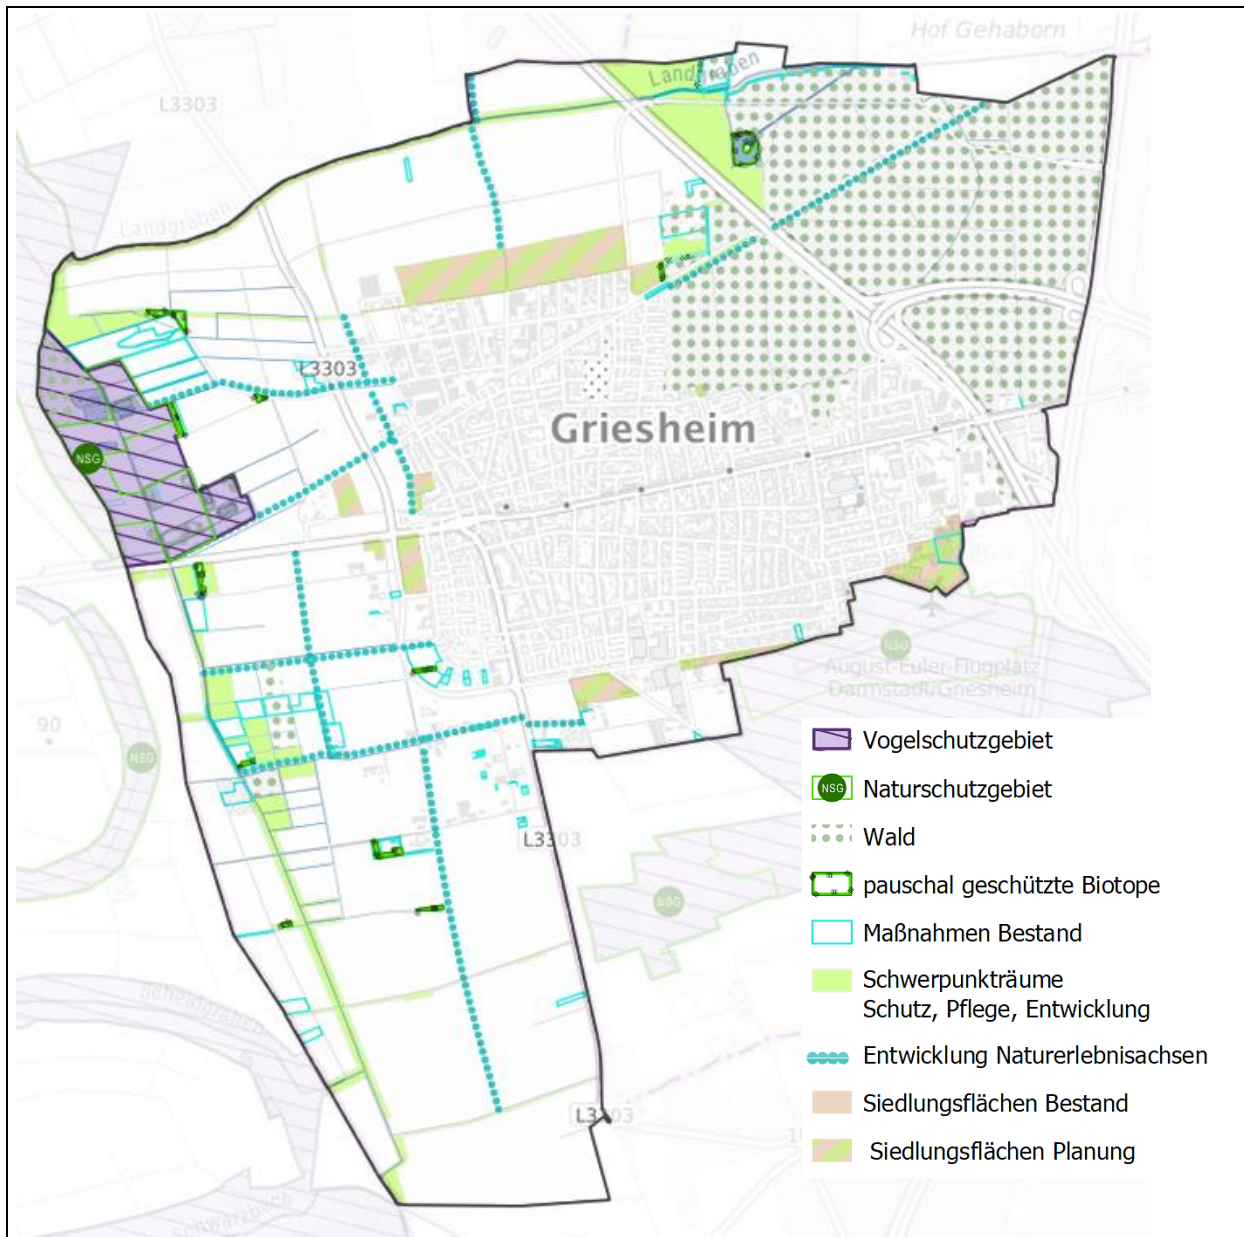 Hof Gehaborn
Landgraben
L3303
Landgraben
L3303
Griesheim
NSG
NSG
August-Euler-Flugplatz
Darmstadt/Griesheim
90
NSG
L3303
NSG
Scheidgraben
L3303
Schwarzbach
Vogelschutzgebiet
NSG
Naturschutzgebiet
Wald
pauschal geschützte Biotope
Maßnahmen Bestand
Schwerpunkträume
Schutz, Pflege, Entwicklung
Entwicklung Naturerlebnisachsen
Siedlungsflächen Bestand
Siedlungsflächen Planung